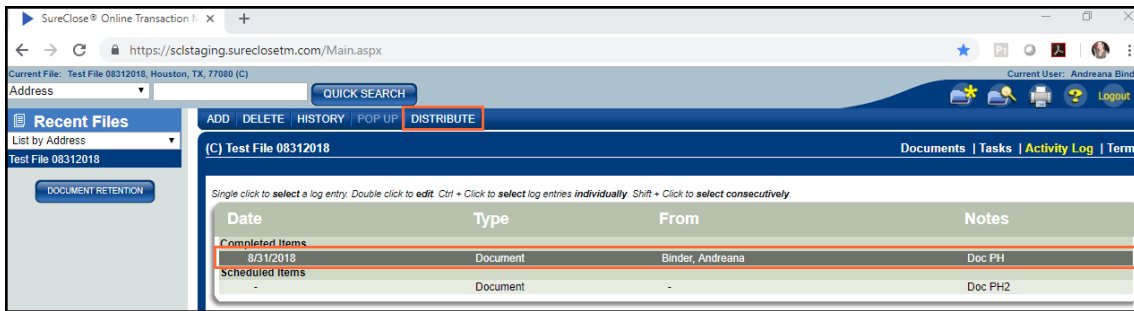 SureClose® Online Transaction M
https://sclstaging.sureclosetm.com/Main.aspx
Current File: Test File 08312018, Houston, TX, 77080 (C)
Current User: Andreana Bind
Address
QUICK SEARCH
Logout
Recent Files
ADD DELETE HISTORY POP UP DISTRIBUTE
List by Address
(C) Test File 08312018
Documents | Tasks | Activity Log | Term
Test File 08312018
DOCUMENT RETENTION
Single click to select a log entry. Double click to edit. Ctrl + Click to select log entries individually. Shift + Click to select consecutively.
Date Type From Notes
Completed Items
8/31/2018 Document Binder, Andreana Doc PH
Scheduled Items
- Document - Doc PH2